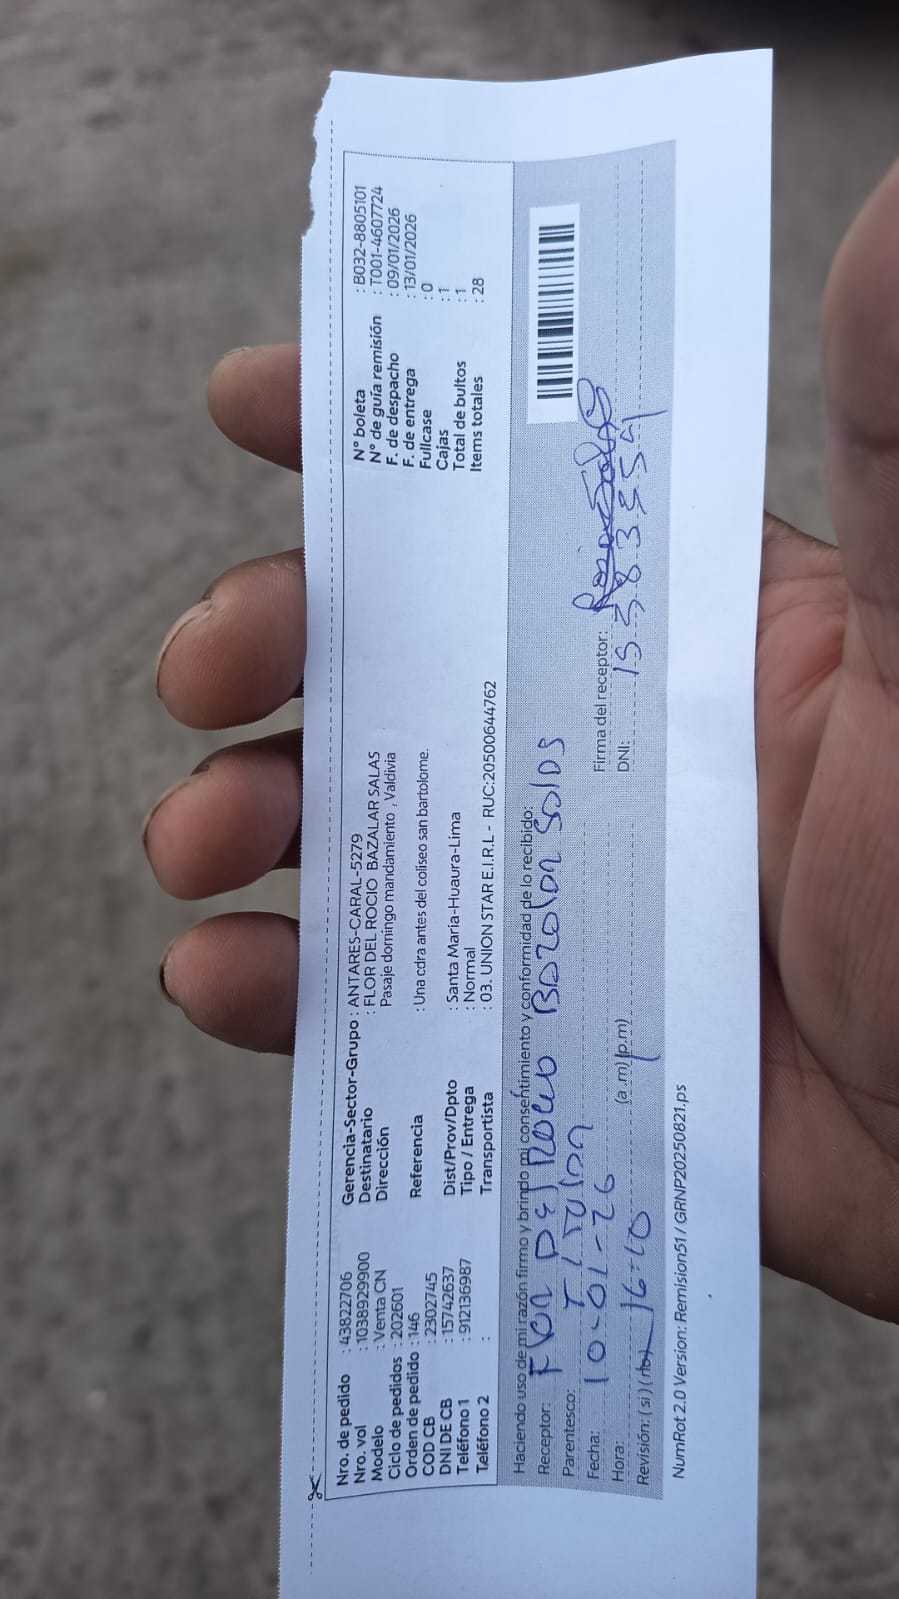 Nro. de pedido : 43822706
Nro. vol : 1038929900
Modelo : Venta CN
Ciclo de pedidos : 202601
Orden de pedido : 146
COD CB : 2302745
DNI DE CB : 15742637
Teléfono 1 : 912136987
Teléfono 2 :
Gerencia-Sector-Grupo : ANTARES-CARAL-5279
Destinatario : FLOR DEL ROCIO BAZALAR SALAS
Dirección Pasaje domingo mandamiento , Valdivia
Referencia : Una cdra antes del coliseo san bartolome.
Dist/Prov/Dpto : Santa Maria-Huaura-Lima
Tipo / Entrega : Normal
Transportista : 03. UNION STAR E.I.R.L - RUC:20500644762
N° boleta : B032-8805101
N° de guía remisión : T001-4607724
F. de despacho : 09/01/2026
F. de entrega : 13/01/2026
Fullcase : 0
Cajas : 1
Total de bultos : 1
Items totales : 28
Haciendo uso de mi razón firmo y brindo mi consentimiento y conformidad de lo recibido:
Receptor: Flor Del Rocio Bazalar Salas
Parentesco: Titular
Fecha: 10-01-26
Hora: 16:10 (a.m) (p.m)
Revisión: ( si ) ( no )
Firma del receptor:
DNI:
NumRot 2.0 Version: Remision51 / GRNP20250821.ps